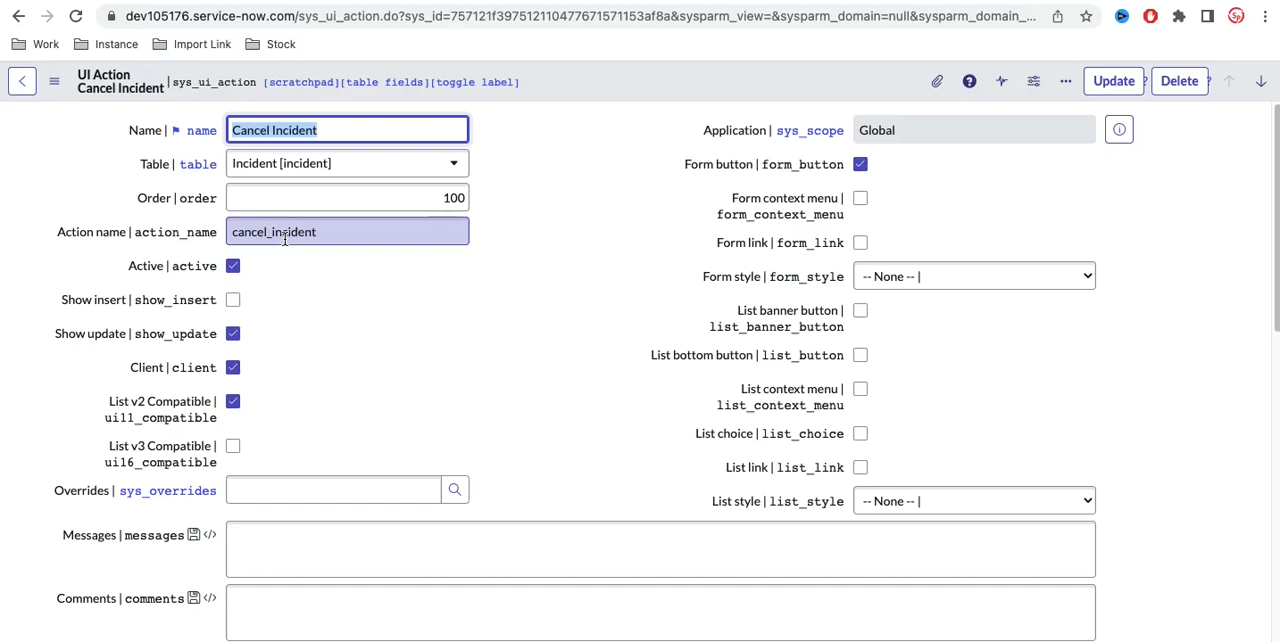 dev105176.service-now.com/sys_ui_action.do?sys_id=757121f397512110477671571153af8a&sysparm_view=&sysparm_domain=null&sysparm_domain_...
Sp
Work Instance Import Link Stock
UI Action
Cancel Incident | sys_ui_action [scratchpad][table fields][toggle label]
Update Delete
Name | name Cancel Incident
Application | sys_scope Global
Table | table Incident [incident]
Form button | form_button
Order | order 100
Form context menu |
form_context_menu
Action name | action_name cancel_incident
Form link | form_link
Active | active
Form style | form_style -- None -- |
Show insert | show_insert
List banner button |
list_banner_button
Show update | show_update
List bottom button | list_button
Client | client
List context menu |
list_context_menu
List v2 Compatible |
ui11_compatible
List choice | list_choice
List v3 Compatible |
ui16_compatible
List link | list_link
Overrides | sys_overrides
List style | list_style -- None -- |
Messages | messages
Comments | comments